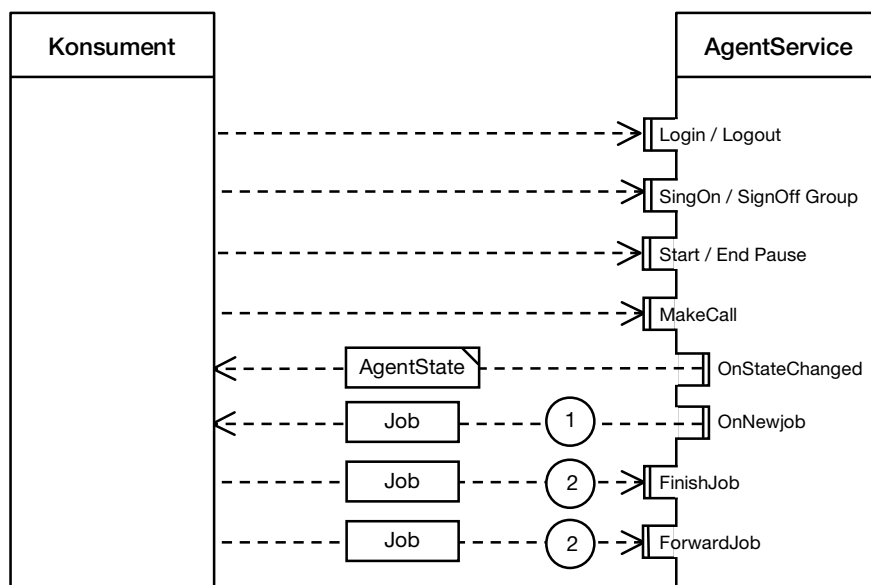 Konsument
AgentService
Login / Logout
SingOn / SignOff Group
Start / End Pause
MakeCall
AgentState
OnStateChanged
Job
1
OnNewjob
Job
2
FinishJob
Job
2
ForwardJob